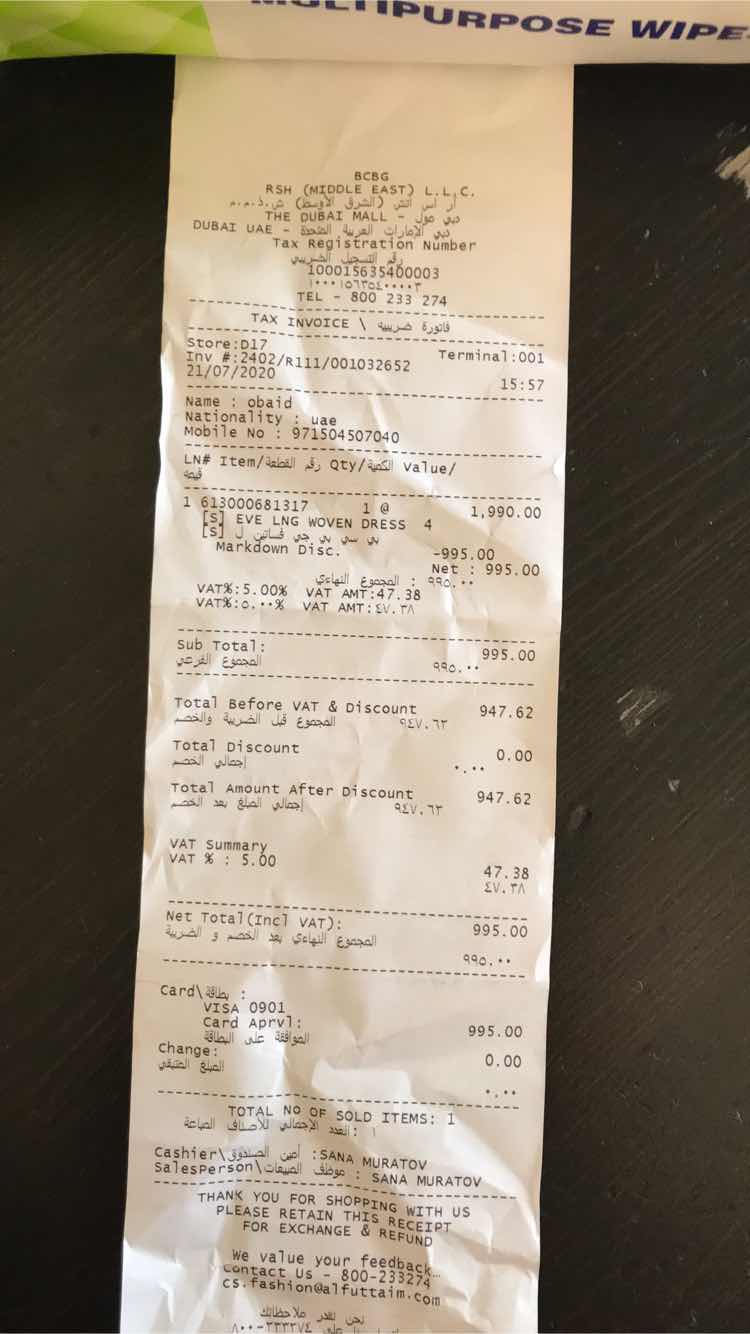 MULTIPURPOSE WIPE
BCBG
RSH (MIDDLE EAST) L.L.C.
ار اس اتش (الشرق الأوسط) ش.ذ.م.م
THE DUBAI MALL - دبي مول
DUBAI UAE - دبي الإمارات العربية المتحدة
Tax Registration Number
رقم التسجيل الضريبي
100015635400003
١٠٠٠١٥٦٣٥٤٠٠٠٠٣
TEL - 800 233 274
TAX INVOICE \ فاتورة ضريبيه
Store:D17 Terminal:001
Inv #:2402/R111/001032652
21/07/2020 15:57
Name : obaid
Nationality : uae
Mobile No : 971504507040
LN# Item/رقم القطعة Qty/الكمية Value/
قيمه
1 613000681317 1 @ 1,990.00
[S] EVE LNG WOVEN DRESS 4
[S] بي سي بي جي فساتين ل
Markdown Disc. -995.00
Net : 995.00
المجموع النهاءي : ٩٩٥.٠٠
VAT%:5.00% VAT AMT:47.38
VAT%:٥.٠٠% VAT AMT:٤٧.٣٨
Sub Total: 995.00
المجموع الفرعي ٩٩٥.٠٠
Total Before VAT & Discount 947.62
المجموع قبل الضريبة والخصم ٩٤٧.٦٢
Total Discount 0.00
إجمالي الخصم ٠.٠٠
Total Amount After Discount 947.62
إجمالي المبلغ بعد الخصم ٩٤٧.٦٢
VAT Summary
VAT % : 5.00 47.38
٤٧.٣٨
Net Total(Incl VAT): 995.00
المجموع النهاءي بعد الخصم و الضريبة
٩٩٥.٠٠
Card\بطاقة :
VISA 0901
Card Aprvl: 995.00
الموافقة على البطاقة
Change: 0.00
المبلغ المتبقي
٠.٠٠
TOTAL NO OF SOLD ITEMS: 1
العدد الإجمالي للأصناف المباعة: ١
Cashier\أمين الصندوق :SANA MURATOV
SalesPerson\موظف المبيعات : SANA MURATOV
THANK YOU FOR SHOPPING WITH US
PLEASE RETAIN THIS RECEIPT
FOR EXCHANGE & REFUND
We value your feedback
Contact Us - 800-233274
cs.fashion@alfuttaim.com
نحن نقدر ملاحظاتك
٨٠٠-٢٣٣٢٧٤